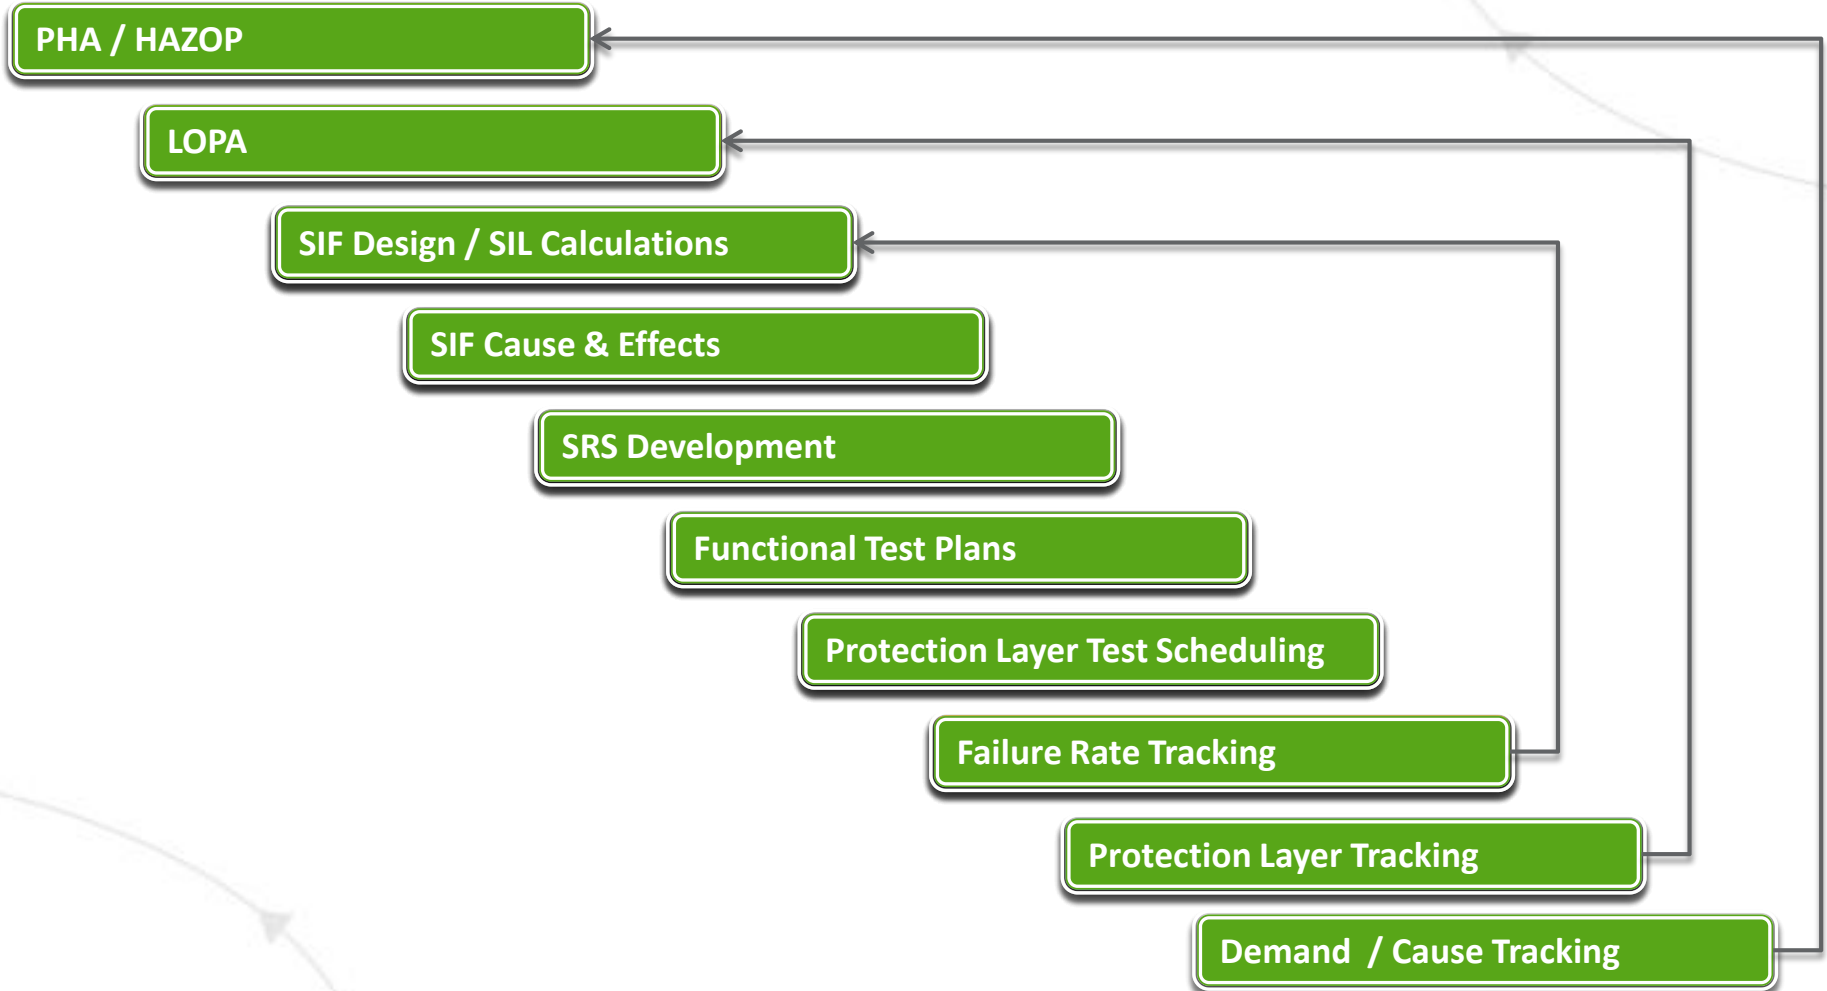 PHA / HAZOP
LOPA
SIF Design / SIL Calculations
SIF Cause & Effects
SRS Development
Functional Test Plans
Protection Layer Test Scheduling
Failure Rate Tracking
Protection Layer Tracking
Demand / Cause Tracking